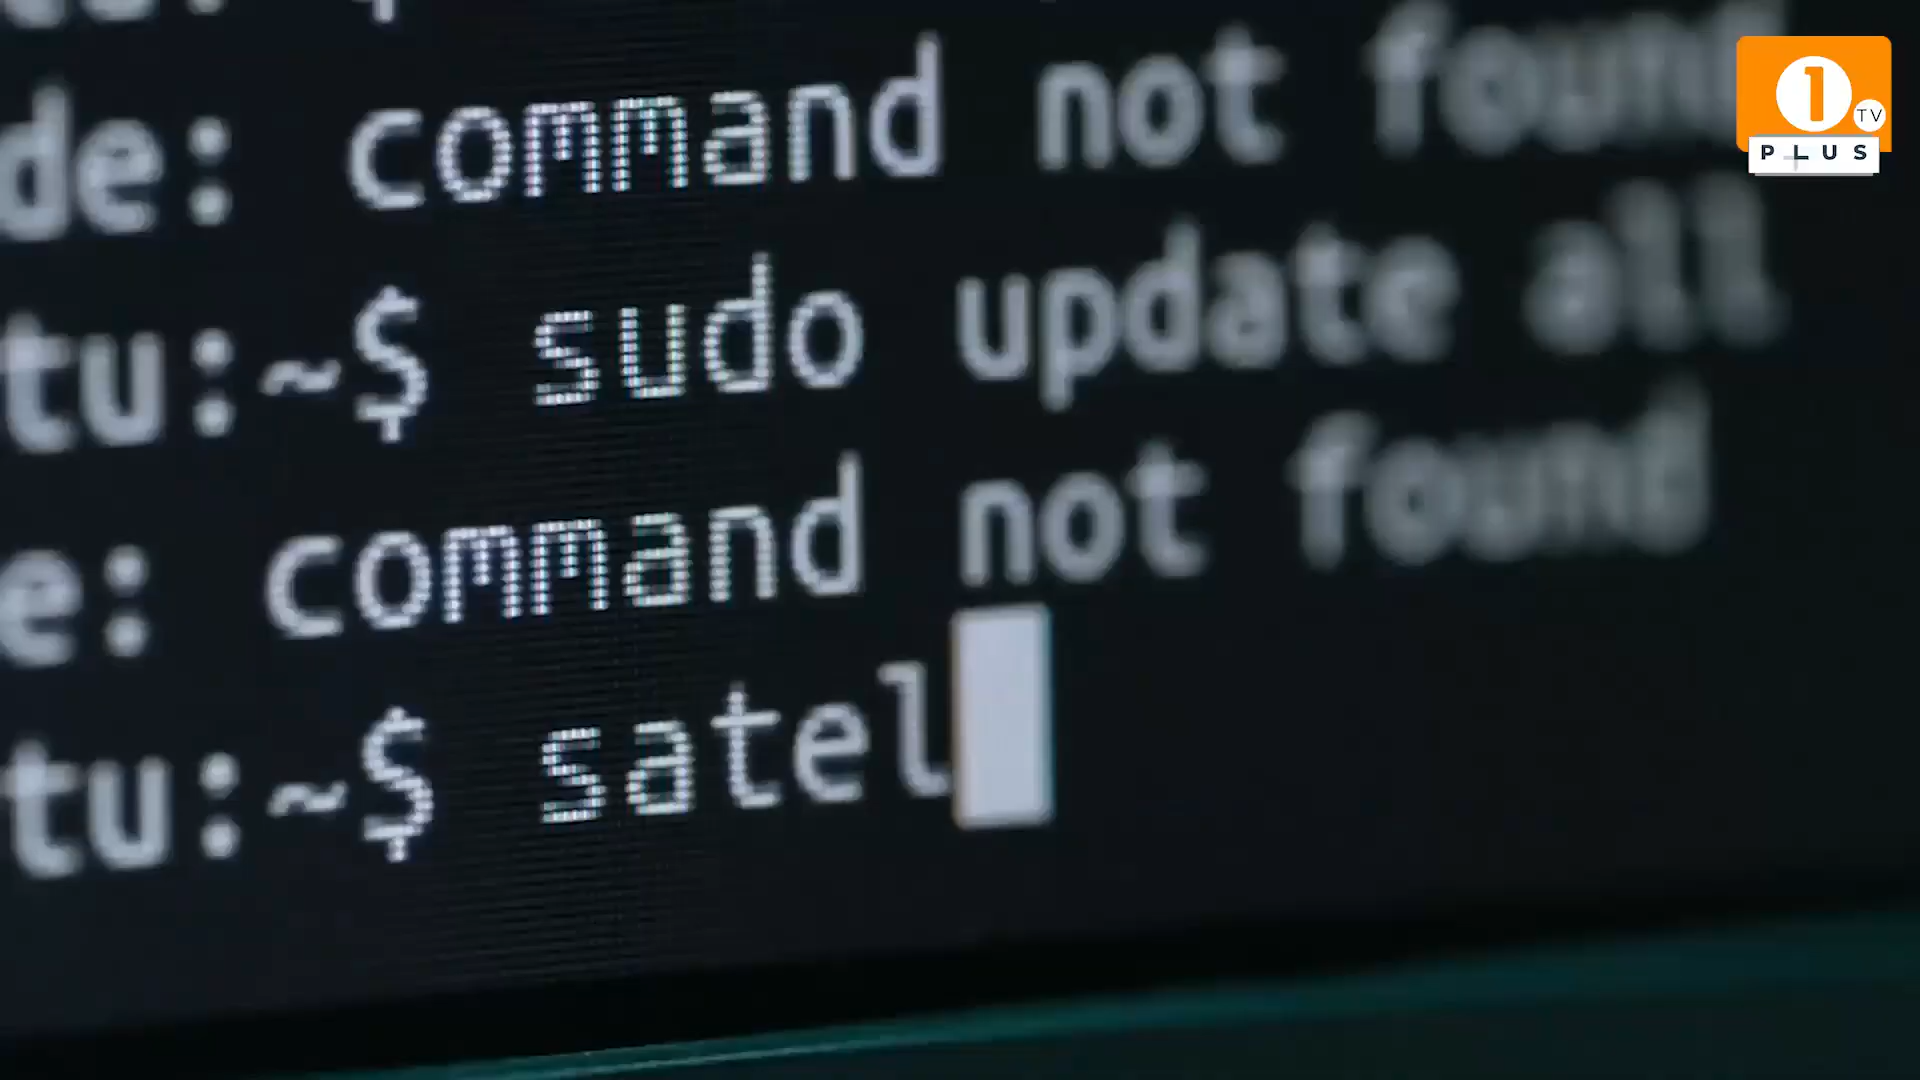 de: command not found
tu:~$ sudo update all
e: command not found
tu:~$ satel
1
TV
PLUS